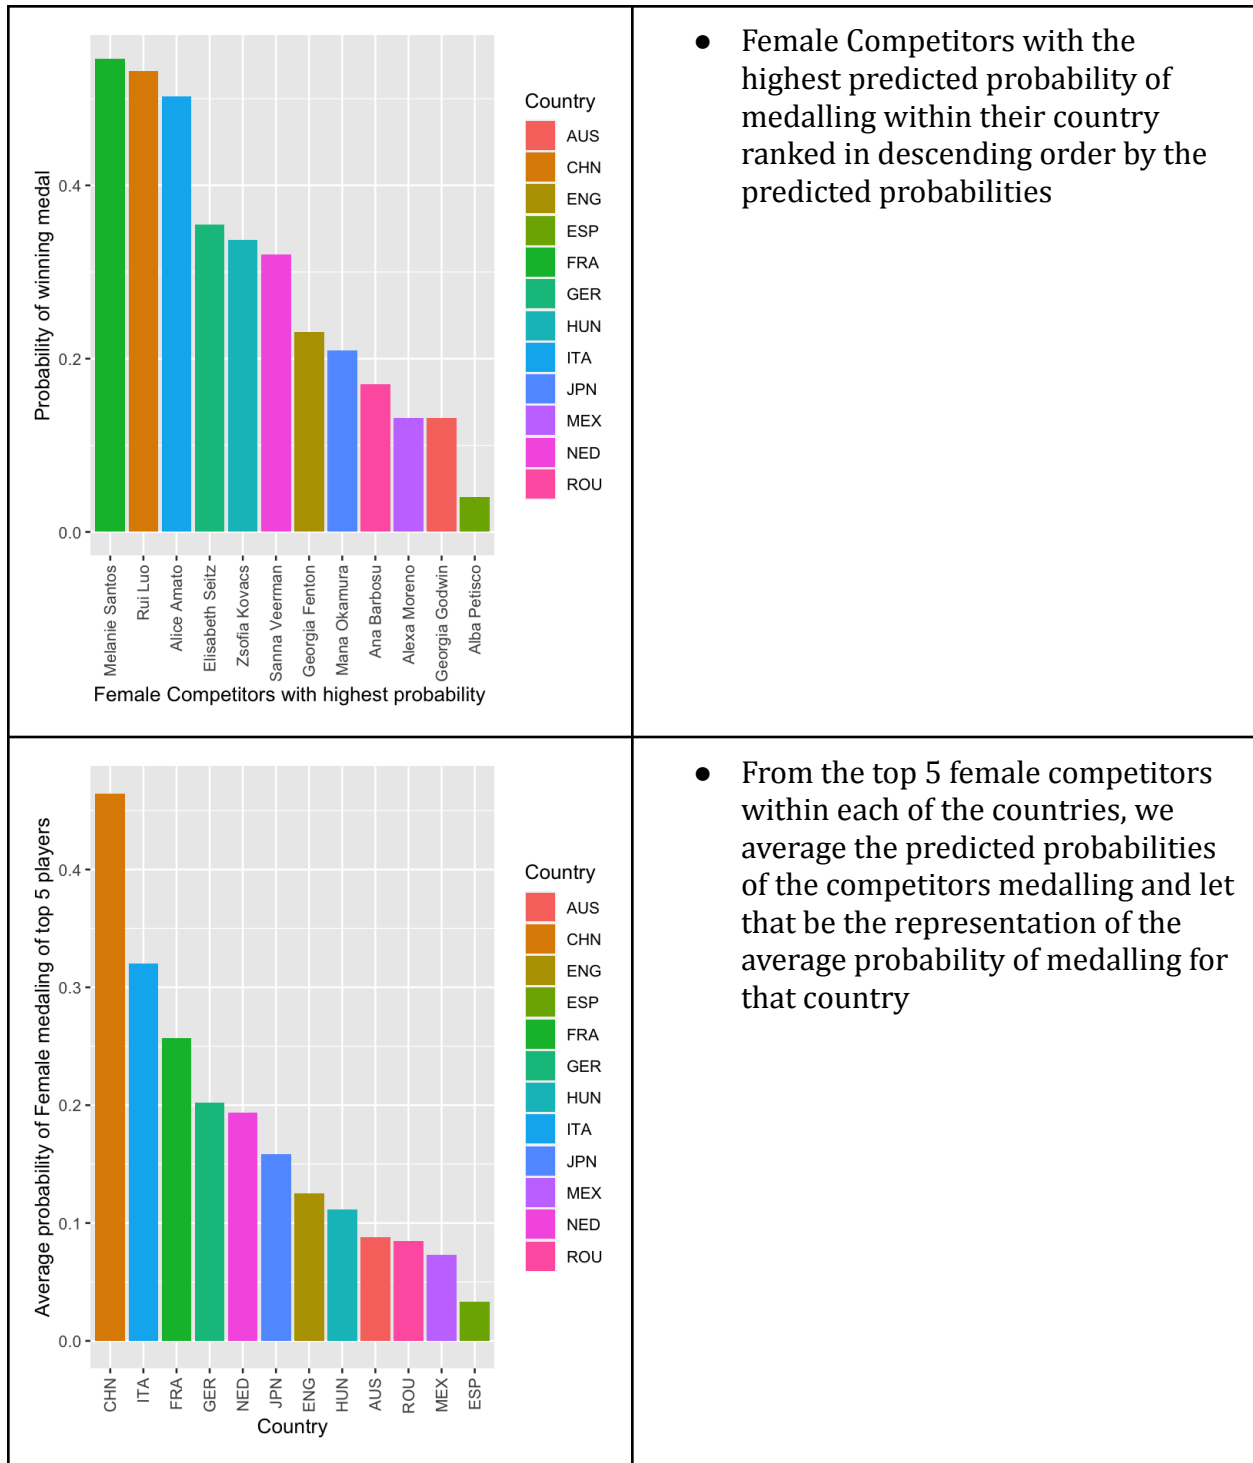 Probability of winning medal
0.4
0.2
0.0
Melanie Santos
Rui Luo
Alice Amato
Elisabeth Seitz
Zsofia Kovacs
Sanna Veerman
Georgia Fenton
Mana Okamura
Ana Barbosu
Alexa Moreno
Georgia Godwin
Alba Petisco
Female Competitors with highest probability
Country
AUS
CHN
ENG
ESP
FRA
GER
HUN
ITA
JPN
MEX
NED
ROU
● Female Competitors with the
highest predicted probability of
medalling within their country
ranked in descending order by the
predicted probabilities
Average probability of Female medaling of top 5 players
0.4
0.3
0.2
0.1
0.0
CHN
ITA
FRA
GER
NED
JPN
ENG
HUN
AUS
ROU
MEX
ESP
Country
Country
AUS
CHN
ENG
ESP
FRA
GER
HUN
ITA
JPN
MEX
NED
ROU
● From the top 5 female competitors
within each of the countries, we
average the predicted probabilities
of the competitors medalling and let
that be the representation of the
average probability of medalling for
that country